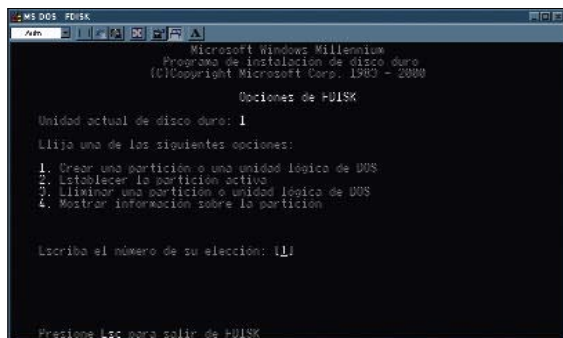 MS-DOS FDISK
Auto
A
Microsoft Windows Millennium
Programa de instalación de disco duro
(C)Copyright Microsoft Corp. 1983 - 2000
Opciones de FDISK
Unidad actual de disco duro: 1
Elija una de las siguientes opciones:
1. Crear una partición o una unidad lógica de DOS
2. Establecer la partición activa
3. Eliminar una partición o unidad lógica de DOS
4. Mostrar información sobre la partición
Escriba el número de su elección: [1]
Presione Esc para salir de FDISK